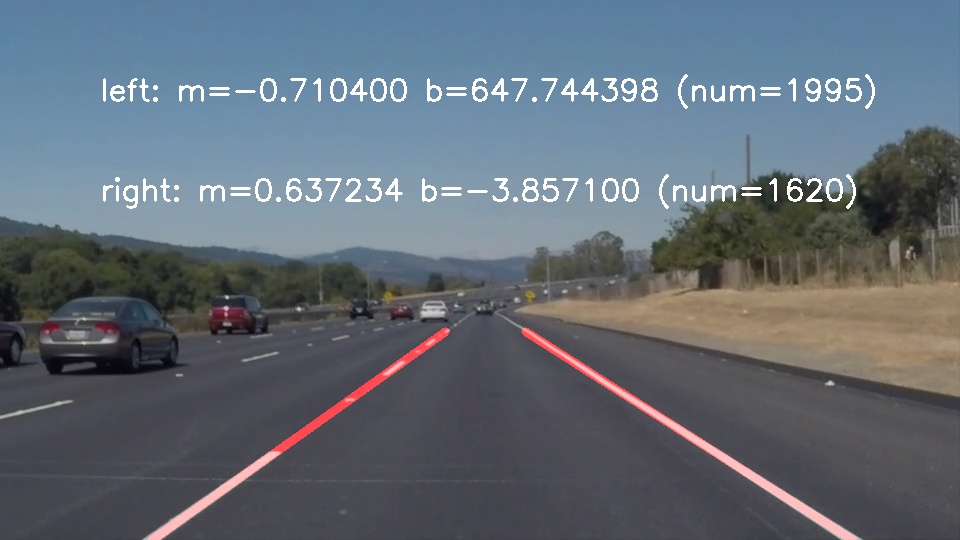 left: m=-0.710400 b=647.744398 (num=1995)
right: m=0.637234 b=-3.857100 (num=1620)